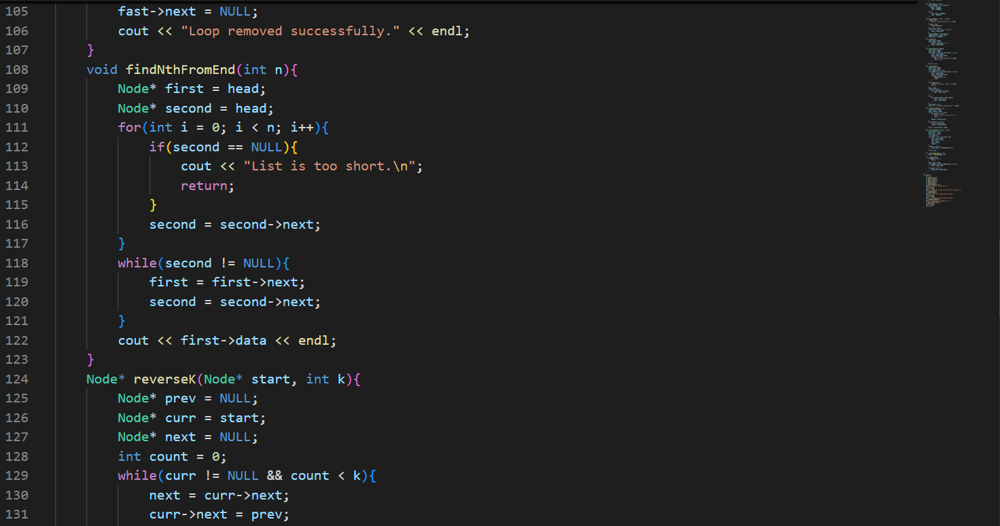 105 fast->next = NULL;
106 cout << "Loop removed successfully." << endl;
107 }
108 void findNthFromEnd(int n){
109 Node* first = head;
110 Node* second = head;
111 for(int i = 0; i < n; i++){
112 if(second == NULL){
113 cout << "List is too short.\n";
114 return;
115 }
116 second = second->next;
117 }
118 while(second != NULL){
119 first = first->next;
120 second = second->next;
121 }
122 cout << first->data << endl;
123 }
124 Node* reverseK(Node* start, int k){
125 Node* prev = NULL;
126 Node* curr = start;
127 Node* next = NULL;
128 int count = 0;
129 while(curr != NULL && count < k){
130 next = curr->next;
131 curr->next = prev;